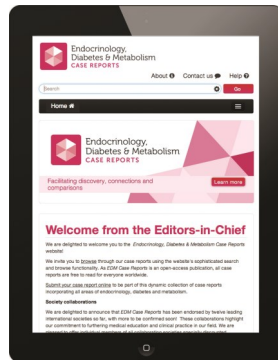 Endocrinology,
Diabetes & Metabolism
CASE REPORTS
About Contact us Help
Search Go
Home
Endocrinology,
Diabetes & Metabolism
CASE REPORTS
Facilitating discovery, connections and
comparisons
Learn more
Welcome from the Editors-in-Chief
We are delighted to welcome you to the Endocrinology, Diabetes & Metabolism Case Reports
website!
We invite you to browse through our case reports using the website's sophisticated search
and browse functionality. As EDM Case Reports is an open-access publication, all case
reports are free to read for everyone worldwide.
Submit your case report online to be part of this dynamic collection of case reports
incorporating all areas of endocrinology, diabetes and metabolism.
Society collaborations
We are delighted to announce that EDM Case Reports has been endorsed by twelve leading
international societies so far, with more to be confirmed soon! These collaborations highlight
our commitment to furthering medical education and clinical practice in our field. We are